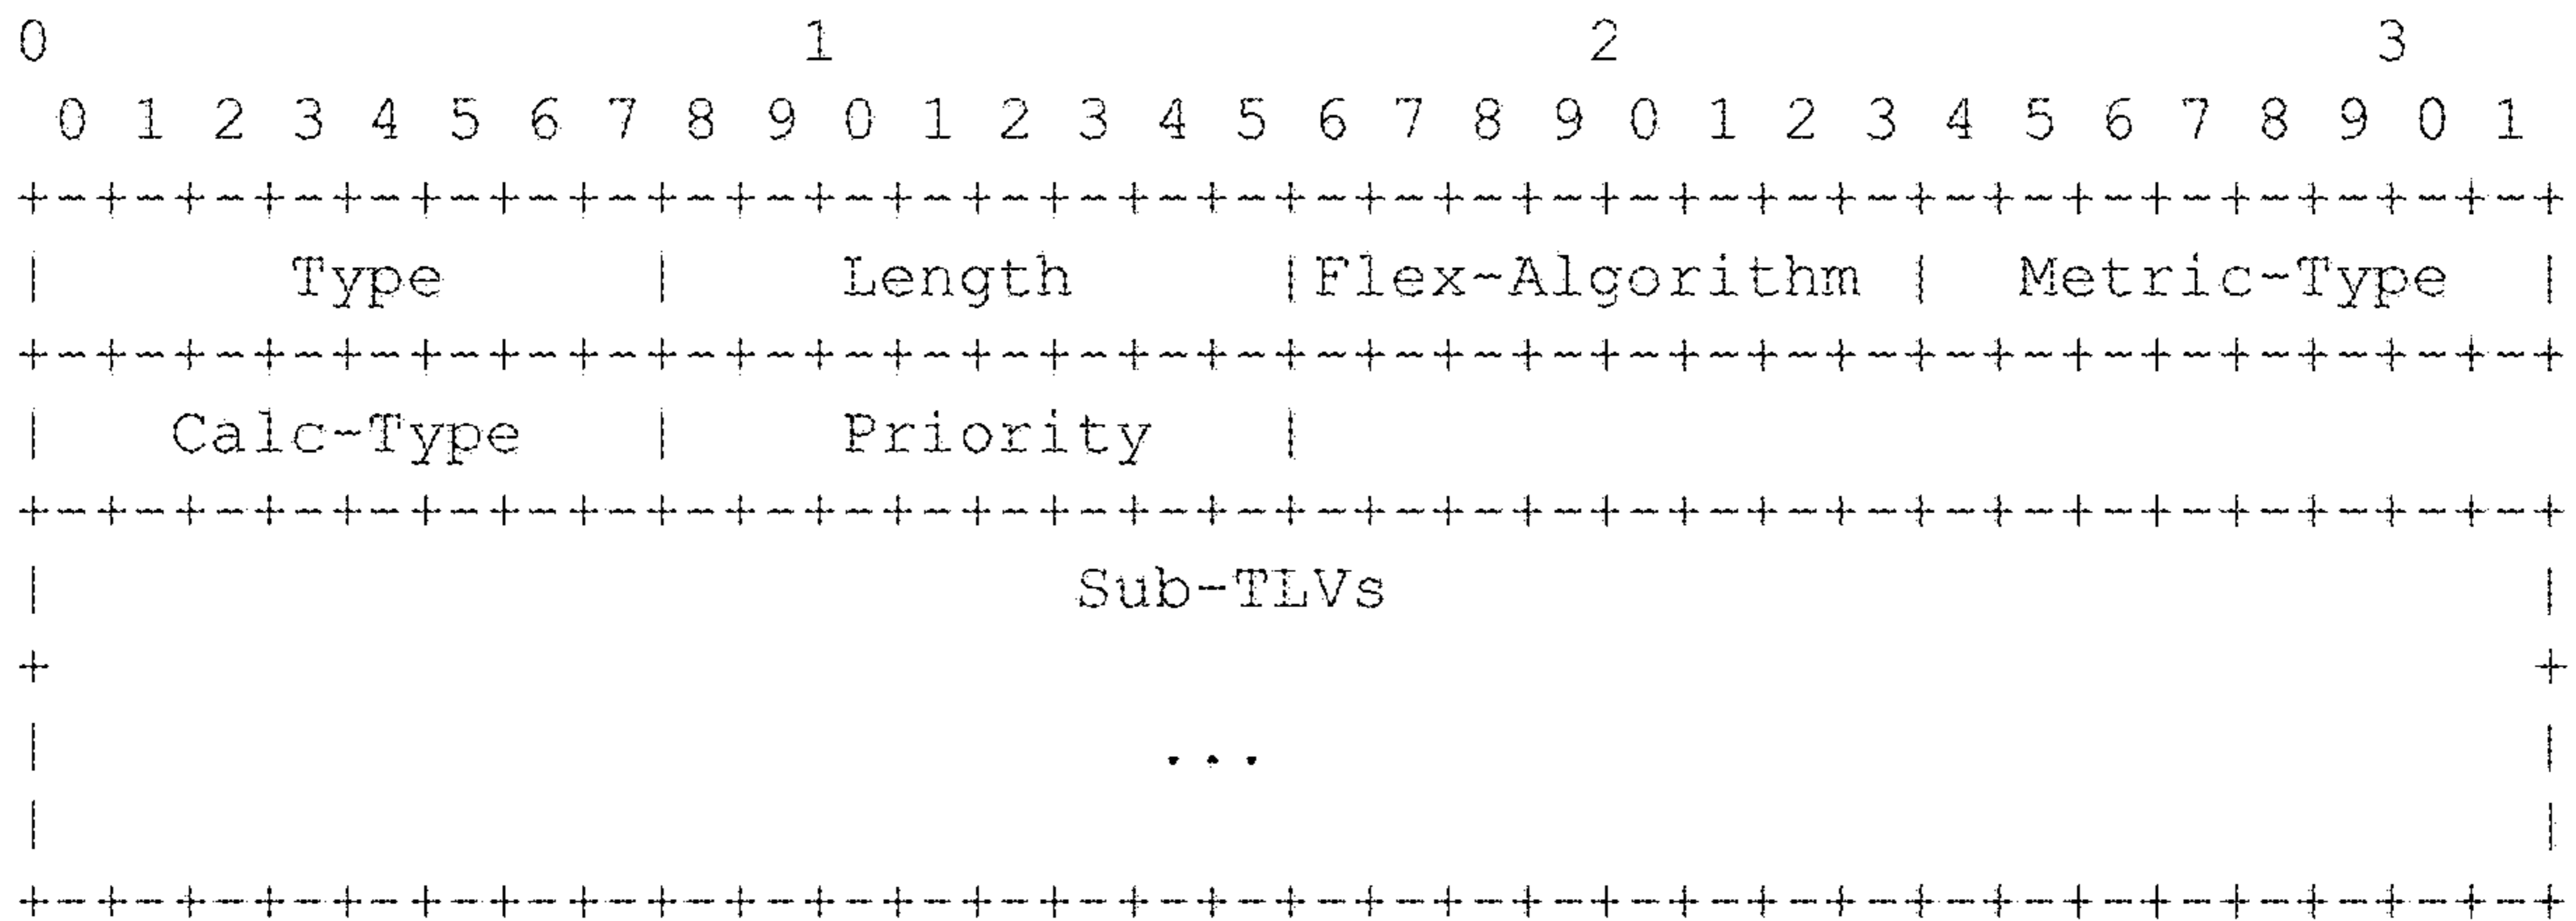 0                   1                   2                   3
 0 1 2 3 4 5 6 7 8 9 0 1 2 3 4 5 6 7 8 9 0 1 2 3 4 5 6 7 8 9 0 1
+-+-+-+-+-+-+-+-+-+-+-+-+-+-+-+-+-+-+-+-+-+-+-+-+-+-+-+-+-+-+-+-+
|      Type     |    Length     |Flex-Algorithm |  Metric-Type  |
+-+-+-+-+-+-+-+-+-+-+-+-+-+-+-+-+-+-+-+-+-+-+-+-+-+-+-+-+-+-+-+-+
|   Calc-Type   |    Priority   |
+-+-+-+-+-+-+-+-+-+-+-+-+-+-+-+-+-+-+-+-+-+-+-+-+-+-+-+-+-+-+-+-+
|                          Sub-TLVs                             |
+                                                               +
|                            ...                                |
|                                                               |
+-+-+-+-+-+-+-+-+-+-+-+-+-+-+-+-+-+-+-+-+-+-+-+-+-+-+-+-+-+-+-+-+